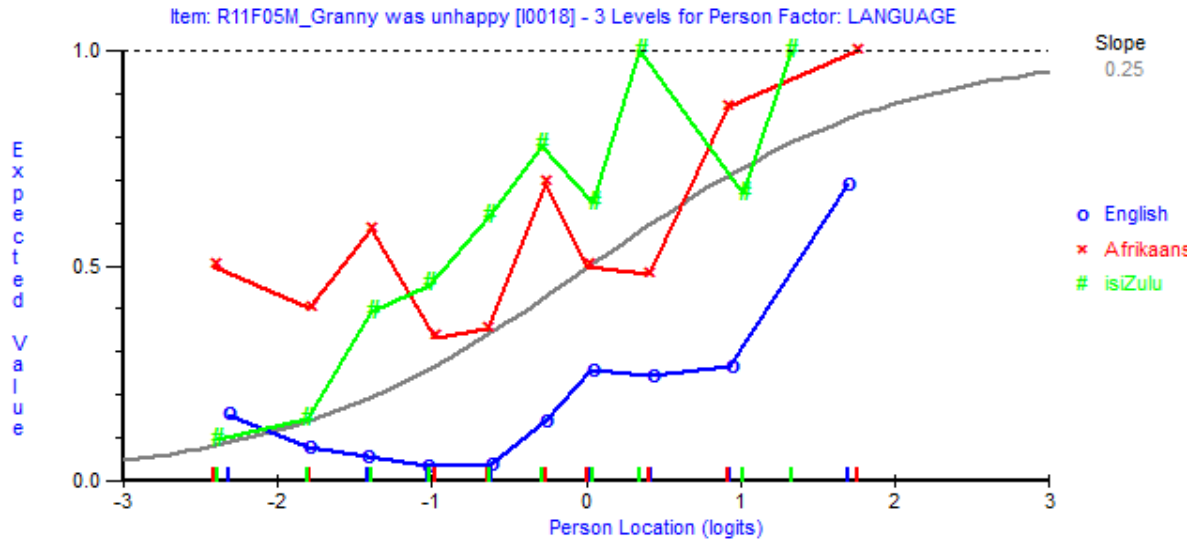 Item: R11F05M_Granny was unhappy [I0018] - 3 Levels for Person Factor: LANGUAGE
Slope
0.25
1.0
0.5
0.0
Expected Value
English
Afrikaans
isiZulu
-3 -2 -1 0 1 2 3
Person Location (logits)